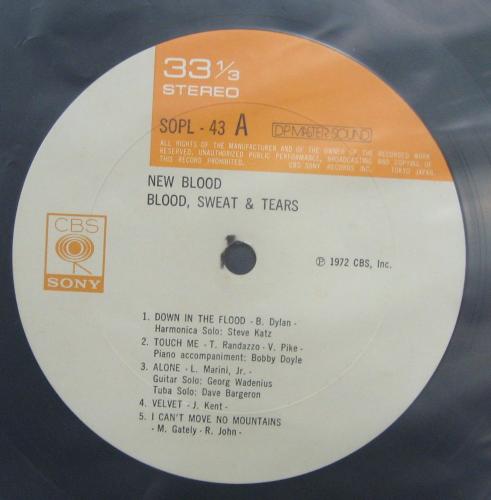 33 1/3
STEREO
SOPL - 43 A DP.MASTER-SOUND
ALL RIGHTS OF THE MANUFACTURER AND OF THE OWNER OF THE RECORDED WORK
RESERVED. UNAUTHORIZED PUBLIC PERFORMANCE, BROADCASTING AND COPYING OF
THIS RECORD PROHIBITED. CBS SONY RECORDS INC. TOKYO JAPAN.
NEW BLOOD
BLOOD, SWEAT & TEARS
CBS
SONY
℗ 1972 CBS, Inc.
1. DOWN IN THE FLOOD - B. Dylan -
Harmonica Solo: Steve Katz
2. TOUCH ME - T. Randazzo - V. Pike -
Piano accompaniment: Bobby Doyle
3. ALONE - L. Marini, Jr. -
Guitar Solo: Georg Wadenius
Tuba Solo: Dave Bargeron
4. VELVET - J. Kent -
5. I CAN'T MOVE NO MOUNTAINS
- M. Gately - R. John -